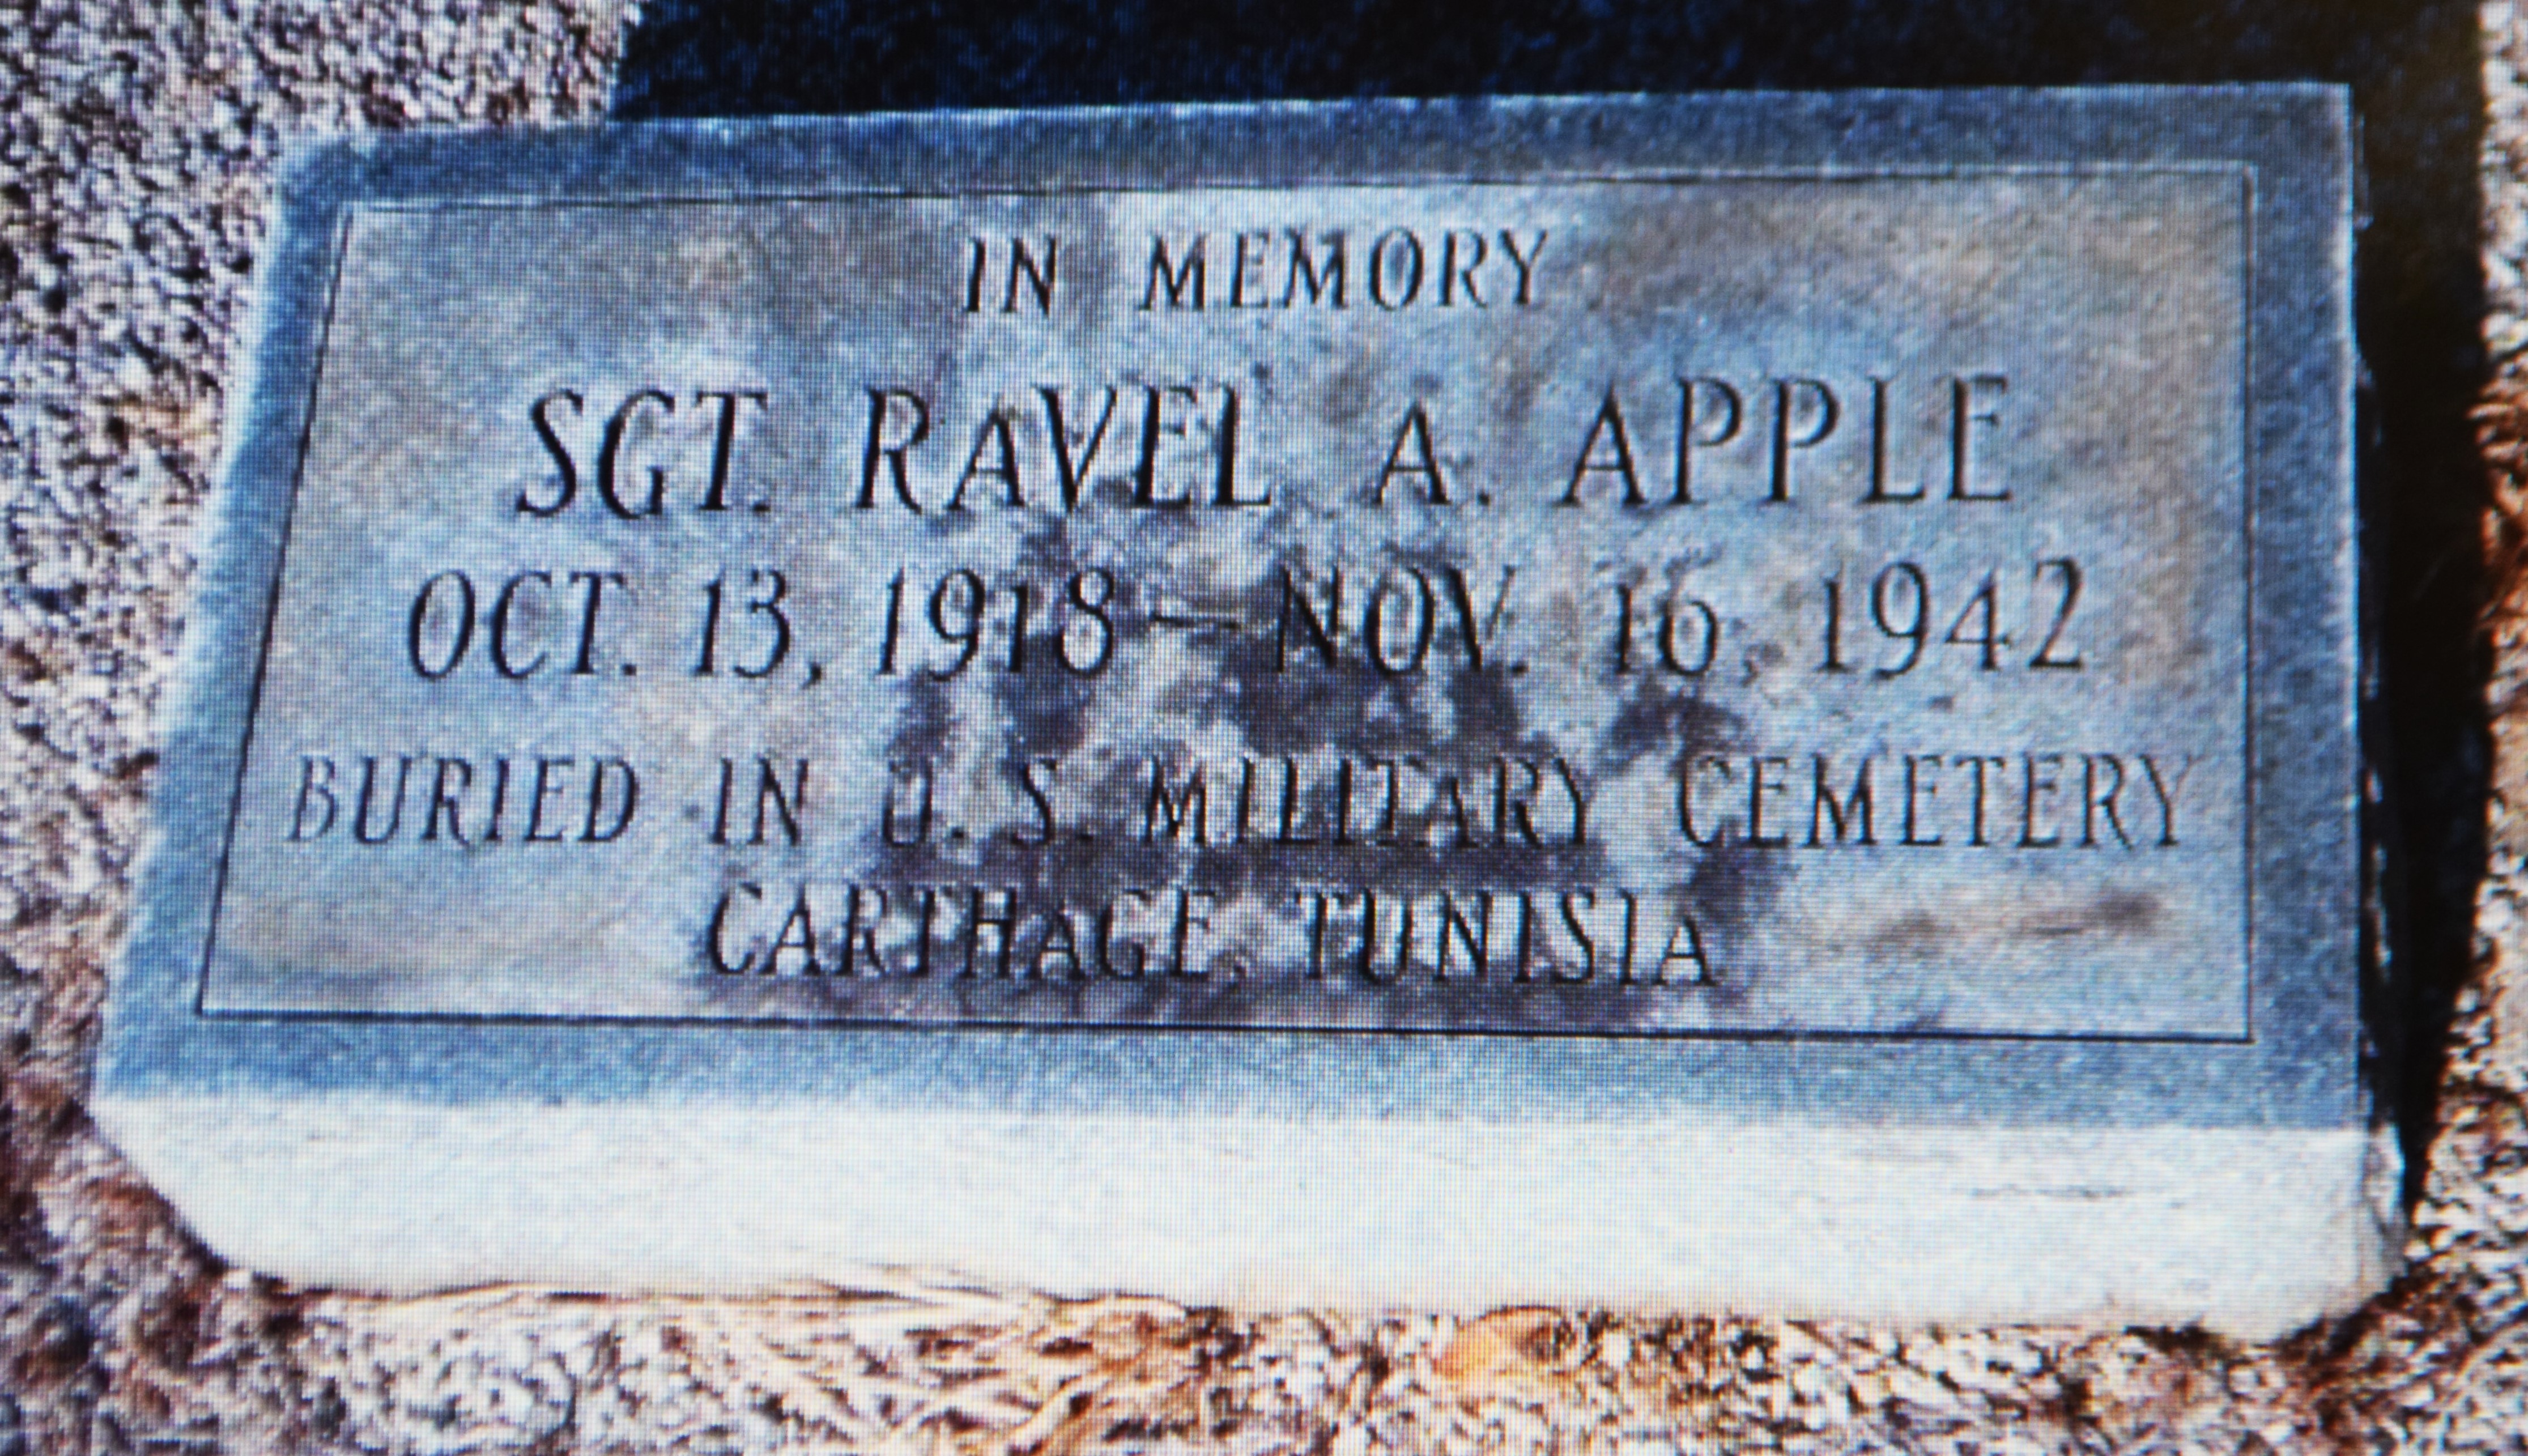 IN MEMORY
SGT. RAVEL A. APPLE
OCT. 13, 1918 — NOV. 16, 1942
BURIED IN U. S. MILITARY CEMETERY
CARTHAGE, TUNISIA